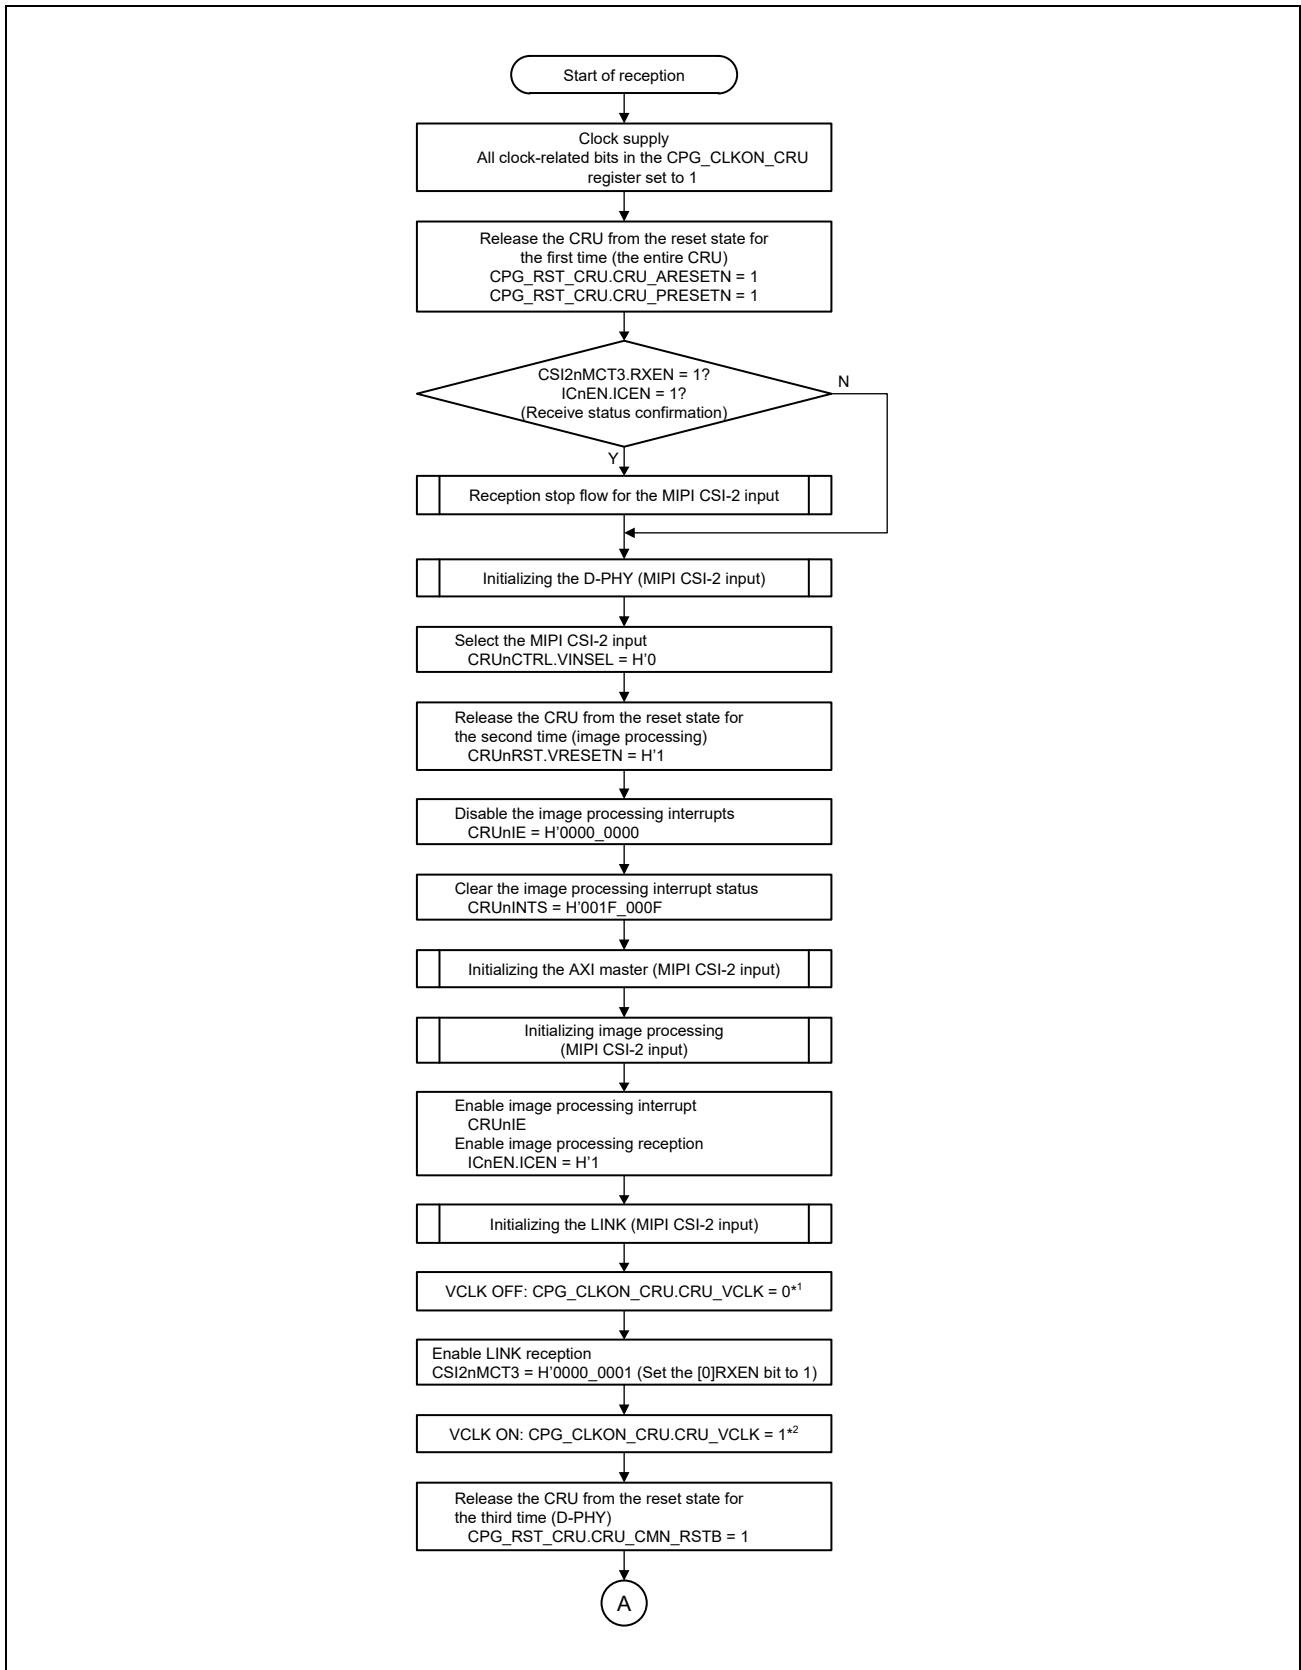 Start of reception
Clock supply
All clock-related bits in the CPG_CLKON_CRU
register set to 1
Release the CRU from the reset state for
the first time (the entire CRU)
CPG_RST_CRU.CRU_ARESETN = 1
CPG_RST_CRU.CRU_PRESETN = 1
CSI2nMCT3.RXEN = 1?
ICnEN.ICEN = 1?
(Receive status confirmation)
N
Y
Reception stop flow for the MIPI CSI-2 input
Initializing the D-PHY (MIPI CSI-2 input)
Select the MIPI CSI-2 input
CRUnCTRL.VINSEL = H'0
Release the CRU from the reset state for
the second time (image processing)
CRUnRST.VRESETN = H'1
Disable the image processing interrupts
CRUnIE = H'0000_0000
Clear the image processing interrupt status
CRUnINTS = H'001F_000F
Initializing the AXI master (MIPI CSI-2 input)
Initializing image processing
(MIPI CSI-2 input)
Enable image processing interrupt
CRUnIE
Enable image processing reception
ICnEN.ICEN = H'1
Initializing the LINK (MIPI CSI-2 input)
VCLK OFF: CPG_CLKON_CRU.CRU_VCLK = 0*1
Enable LINK reception
CSI2nMCT3 = H'0000_0001 (Set the [0]RXEN bit to 1)
VCLK ON: CPG_CLKON_CRU.CRU_VCLK = 1*2
Release the CRU from the reset state for
the third time (D-PHY)
CPG_RST_CRU.CRU_CMN_RSTB = 1
A